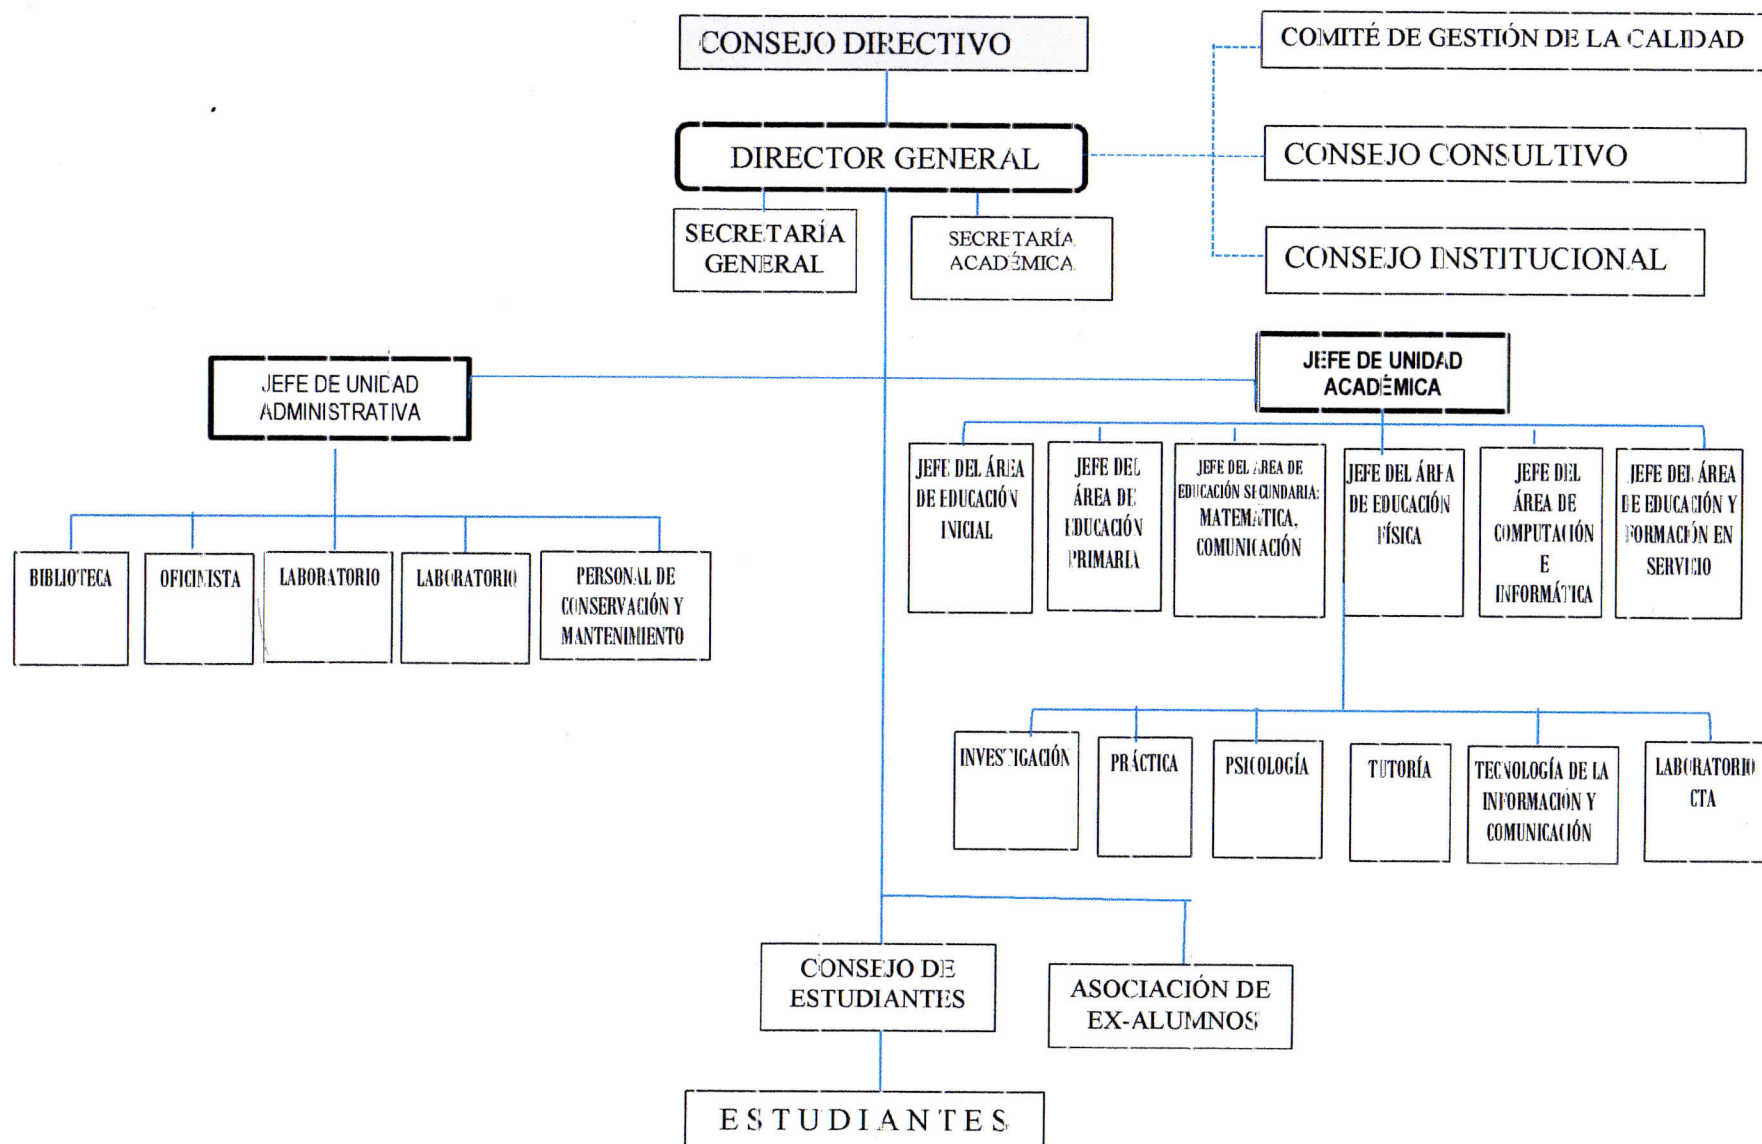 CONSEJO DIRECTIVO
COMITÉ DE GESTIÓN DE LA CALIDAD
DIRECTOR GENERAL
CONSEJO CONSULTIVO
SECRETARÍA
GENERAL
SECRETARÍA
ACADÉMICA
CONSEJO INSTITUCIONAL
JEFE DE UNIDAD
ADMINISTRATIVA
JEFE DE UNIDAD
ACADÉMICA
JEFE DEL ÁREA
DE EDUCACIÓN
INICIAL
JEFE DEL
ÁREA DE
EDUCACIÓN
PRIMARIA
JEFE DEL ÁREA DE
EDUCACIÓN SECUNDARIA:
MATEMÁTICA,
COMUNICACIÓN
JEFE DEL ÁREA
DE EDUCACIÓN
FÍSICA
JEFE DEL
ÁREA DE
COMPUTACIÓN
E
INFORMÁTICA
JEFE DEL ÁREA
DE EDUCACIÓN Y
FORMACIÓN EN
SERVICIO
BIBLIOTECA
OFICINISTA
LABORATORIO
LABORATORIO
PERSONAL DE
CONSERVACIÓN Y
MANTENIMIENTO
INVESTIGACIÓN
PRÁCTICA
PSICOLOGÍA
TUTORÍA
TECNOLOGÍA DE LA
INFORMACIÓN Y
COMUNICACIÓN
LABORATORIO
CTA
CONSEJO DE
ESTUDIANTES
ASOCIACIÓN DE
EX-ALUMNOS
ESTUDIANTES